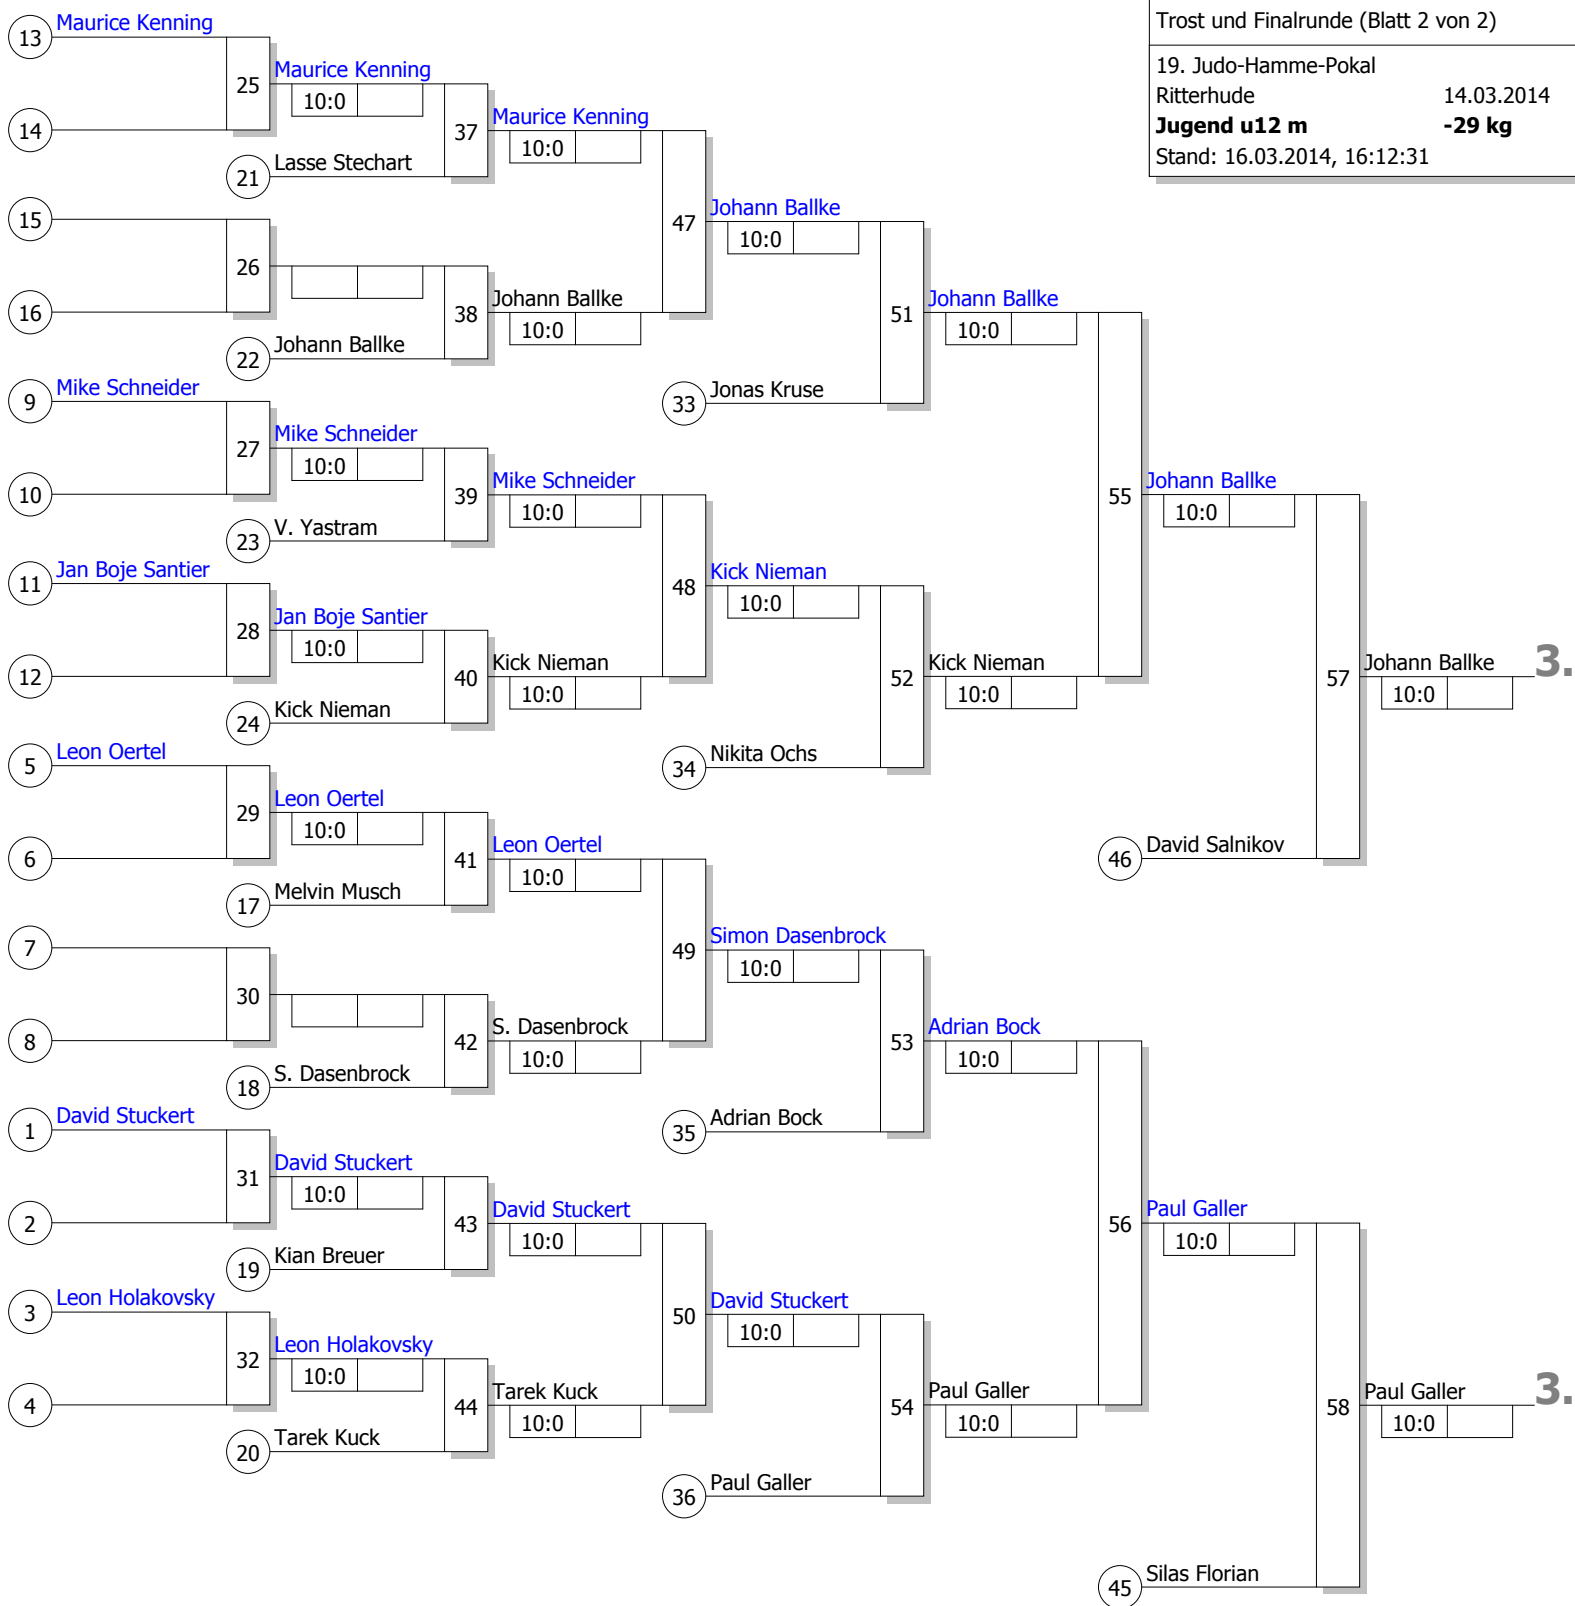 Trost und Finalrunde (Blatt 2 von 2)
19. Judo-Hamme-Pokal
Ritterhude 14.03.2014
Jugend u12 m -29 kg
Stand: 16.03.2014, 16:12:31
13 Maurice Kenning
25 Maurice Kenning
10:0
14
37 Maurice Kenning
10:0
21 Lasse Stechart
15
47 Johann Ballke
10:0
26
16
38 Johann Ballke
10:0
22 Johann Ballke
51 Johann Ballke
10:0
9 Mike Schneider
33 Jonas Kruse
27 Mike Schneider
10:0
10
39 Mike Schneider
10:0
23 V. Yastram
55 Johann Ballke
10:0
11 Jan Boje Santier
48 Kick Nieman
10:0
28 Jan Boje Santier
10:0
12
40 Kick Nieman
10:0
24 Kick Nieman
52 Kick Nieman
10:0
57 Johann Ballke 3.
10:0
5 Leon Oertel
34 Nikita Ochs
29 Leon Oertel
10:0
6
41 Leon Oertel
10:0
46 David Salnikov
17 Melvin Musch
7
49 Simon Dasenbrock
10:0
30
8
42 S. Dasenbrock
10:0
18 S. Dasenbrock
53 Adrian Bock
10:0
1 David Stuckert
35 Adrian Bock
31 David Stuckert
10:0
2
43 David Stuckert
10:0
19 Kian Breuer
56 Paul Galler
10:0
3 Leon Holakovsky
50 David Stuckert
10:0
32 Leon Holakovsky
10:0
4
44 Tarek Kuck
10:0
20 Tarek Kuck
54 Paul Galler
10:0
58 Paul Galler 3.
10:0
36 Paul Galler
45 Silas Florian